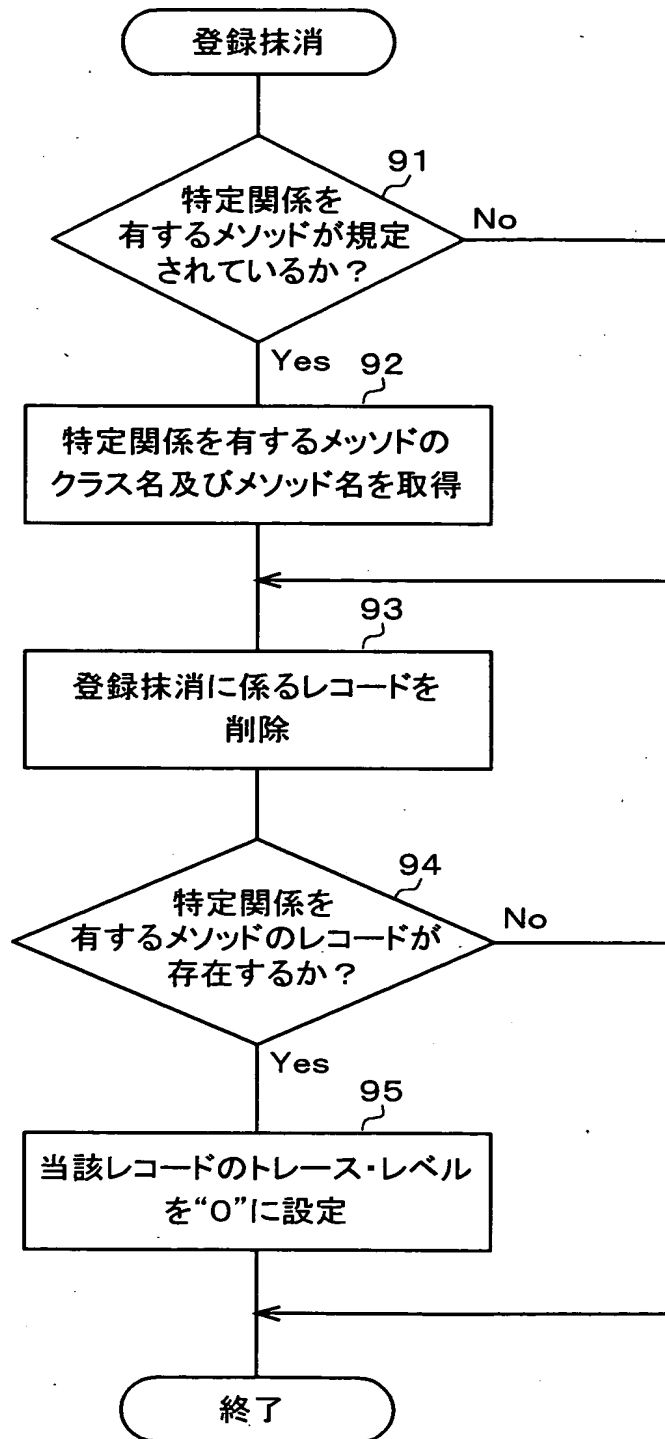 登録抹消
91
特定関係を
有するメソッドが規定
されているか？
No
Yes
92
特定関係を有するメッソドの
クラス名及びメソッド名を取得
93
登録抹消に係るレコードを
削除
94
特定関係を
有するメソッドのレコードが
存在するか？
No
Yes
95
当該レコードのトレース・レベル
を“0”に設定
終了